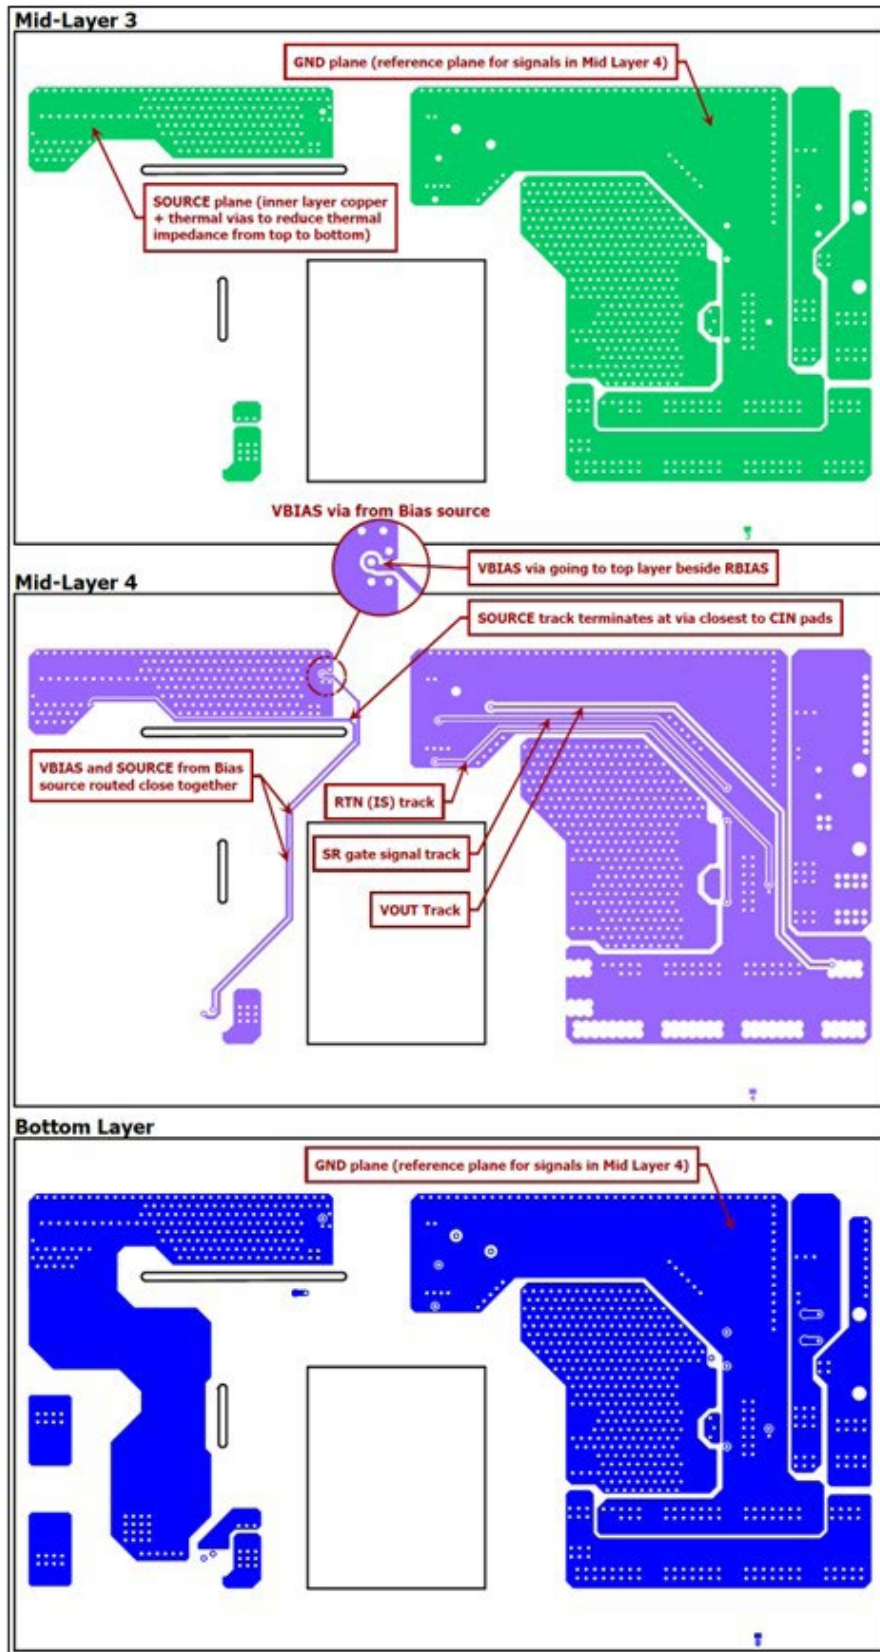 Mid-Layer 3
GND plane (reference plane for signals in Mid Layer 4)
SOURCE plane (inner layer copper
+ thermal vias to reduce thermal
impedance from top to bottom)
VBIAS via from Bias source
VBIAS via going to top layer beside RBIAS
Mid-Layer 4
SOURCE track terminates at via closest to CIN pads
VBIAS and SOURCE from Bias
source routed close together
RTN (IS) track
SR gate signal track
VOUT Track
Bottom Layer
GND plane (reference plane for signals in Mid Layer 4)